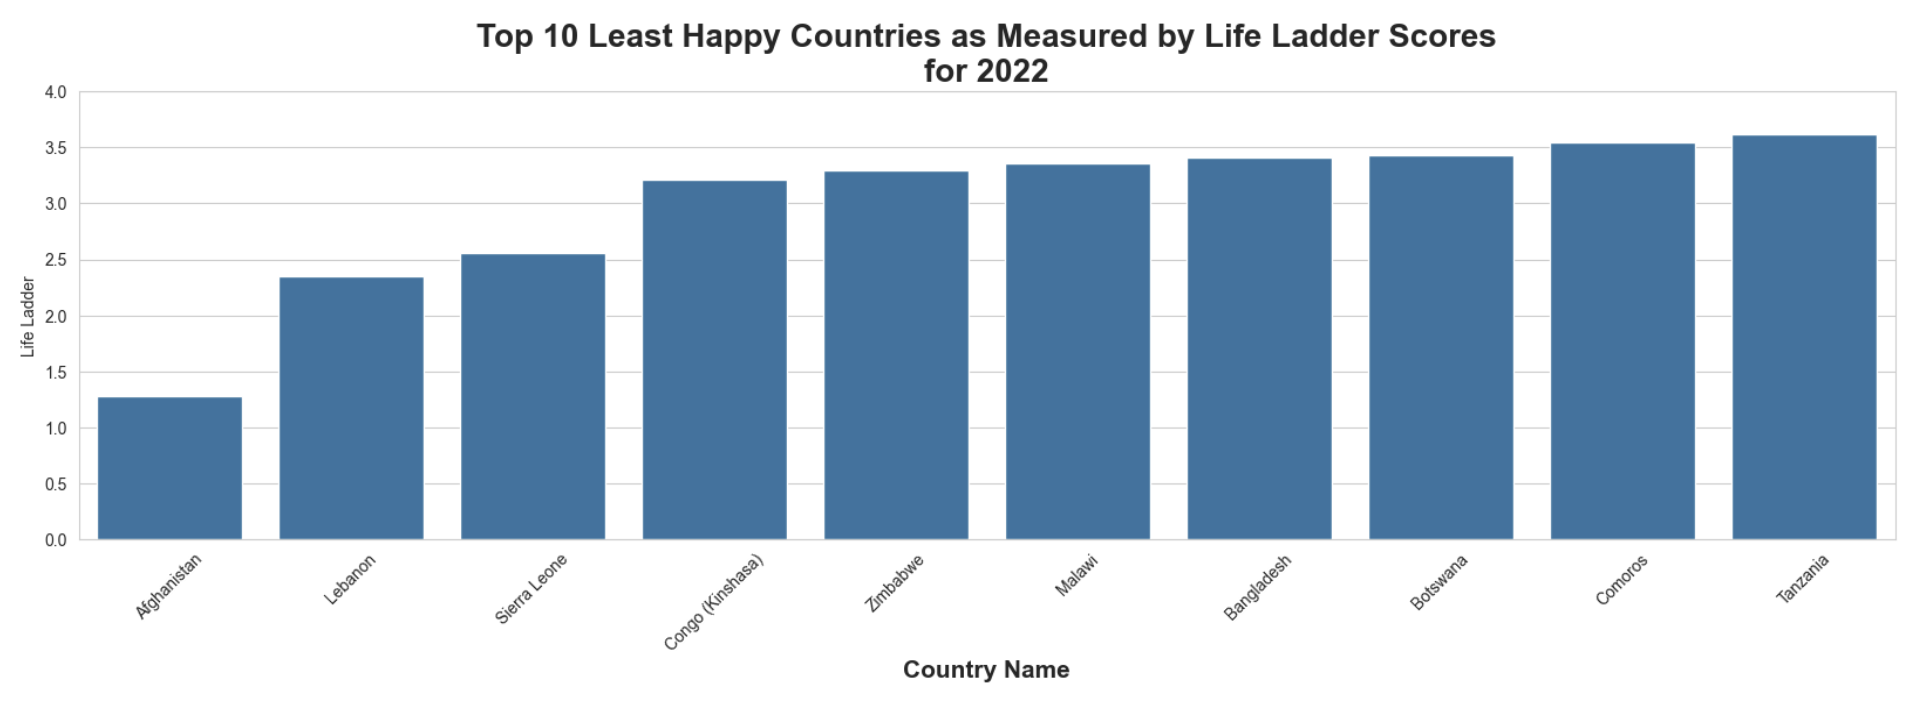 Top 10 Least Happy Countries as Measured by Life Ladder Scores
for 2022
4.0
3.5
3.0
2.5
2.0
1.5
1.0
0.5
0.0
Life Ladder
Afghanistan
Lebanon
Sierra Leone
Congo (Kinshasa)
Zimbabwe
Malawi
Bangladesh
Botswana
Comoros
Tanzania
Country Name